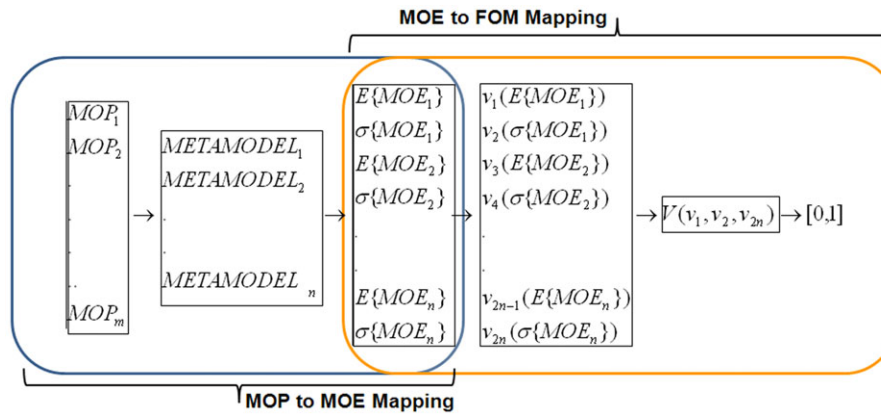 MOE to FOM Mapping
MOP₁
MOP₂
.
.
..
MOPₘ
→
METAMODEL₁
METAMODEL₂
.
.
METAMODEL ₙ
→
E{MOE₁}
σ{MOE₁}
E{MOE₂}
σ{MOE₂}
.
.
.
E{MOEₙ}
σ{MOEₙ}
→
v₁(E{MOE₁})
v₂(σ{MOE₁})
v₃(E{MOE₂})
v₄(σ{MOE₂})
.
.
.
v₂ₙ₋₁(E{MOEₙ})
v₂ₙ(σ{MOEₙ})
→ V(v₁,v₂,v₂ₙ) → [0,1]
MOP to MOE Mapping